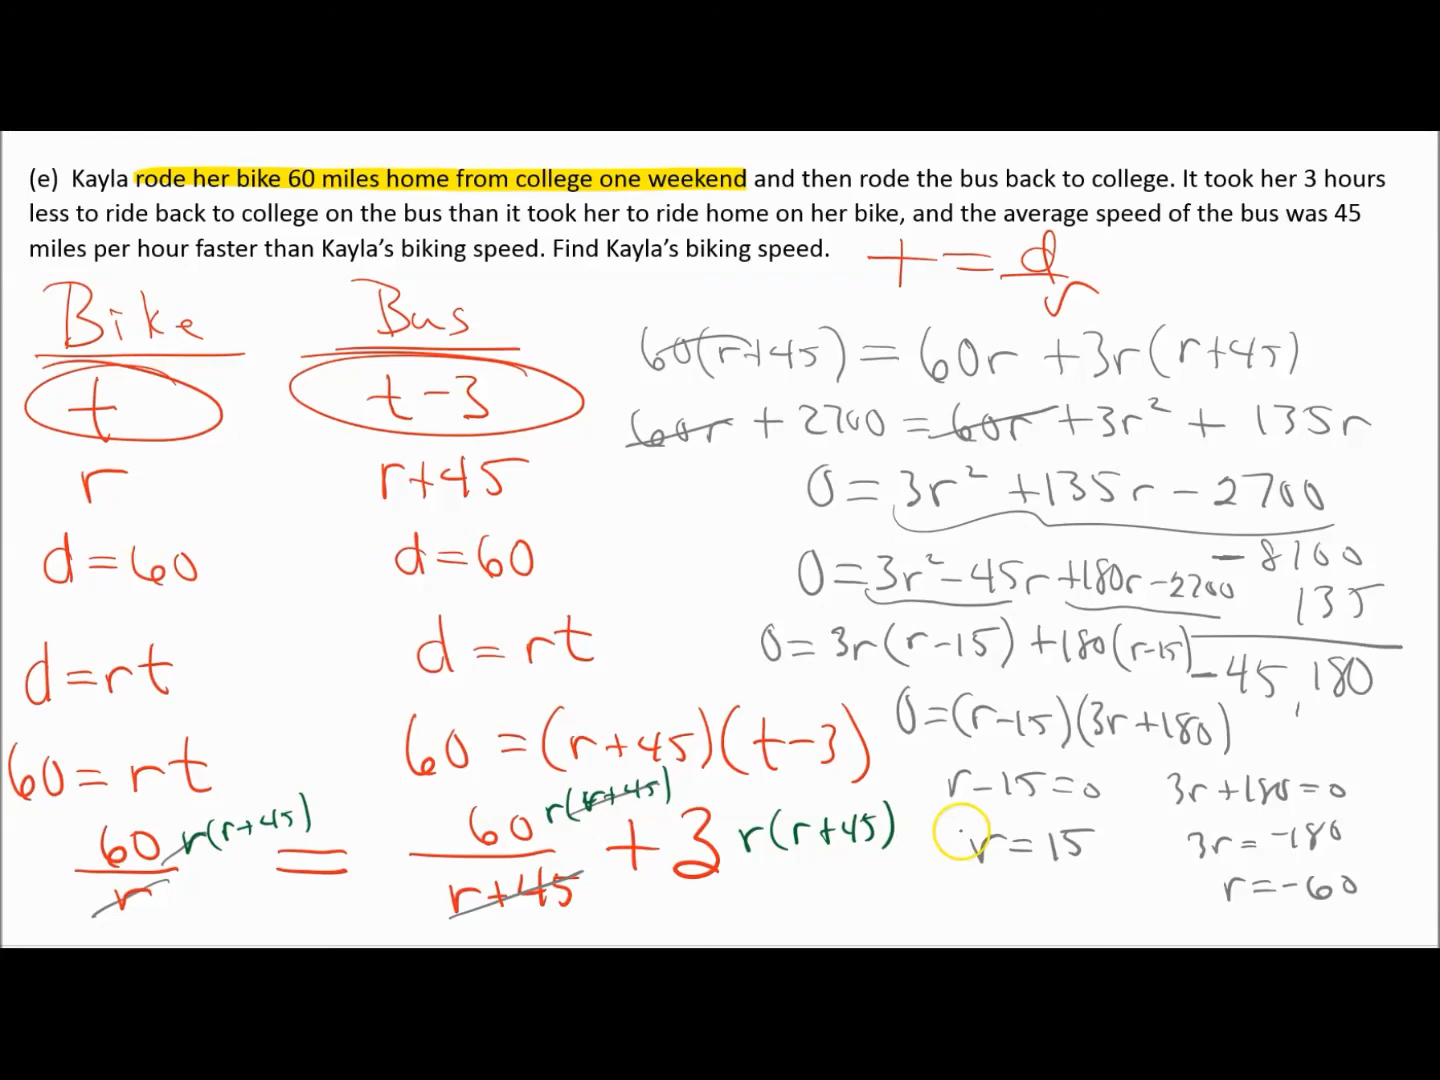 (e) Kayla rode her bike 60 miles home from college one weekend and then rode the bus back to college. It took her 3 hours
less to ride back to college on the bus than it took her to ride home on her bike, and the average speed of the bus was 45
miles per hour faster than Kayla's biking speed. Find Kayla's biking speed.
t = d/r
Bike
t
r
d = 60
d = rt
60 = rt
Bus
t - 3
r + 45
d = 60
d = rt
60 = (r + 45)(t - 3)
60/r r(r+45) = 60/(r+45) r(r+45) + 3 r(r+45)
60(r+45) = 60r + 3r(r+45)
60r + 2700 = 60r + 3r² + 135r
0 = 3r² + 135r - 2700
-8100
135
-45, 180
0 = 3r² - 45r + 180r - 2700
0 = 3r(r-15) + 180(r-15)
0 = (r-15)(3r+180)
r - 15 = 0
r = 15
3r + 180 = 0
3r = -180
r = -60